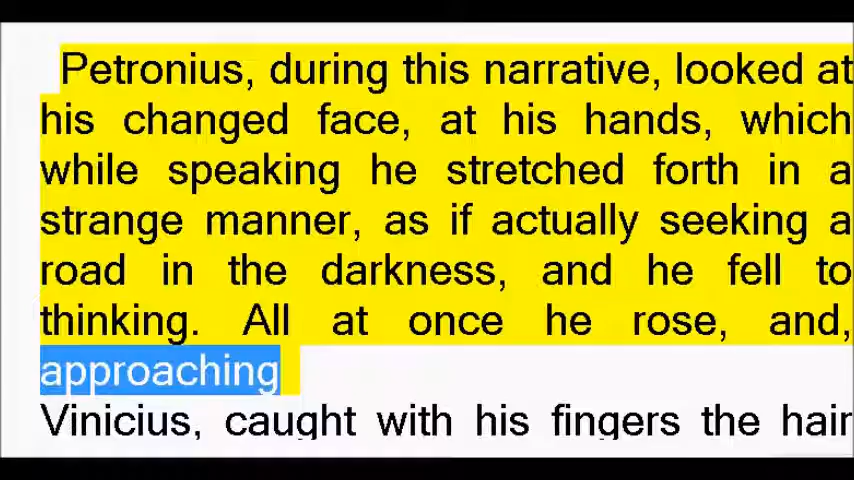 Petronius, during this narrative, looked at
his changed face, at his hands, which
while speaking he stretched forth in a
strange manner, as if actually seeking a
road in the darkness, and he fell to
thinking. All at once he rose, and,
approaching
Vinicius, caught with his fingers the hair